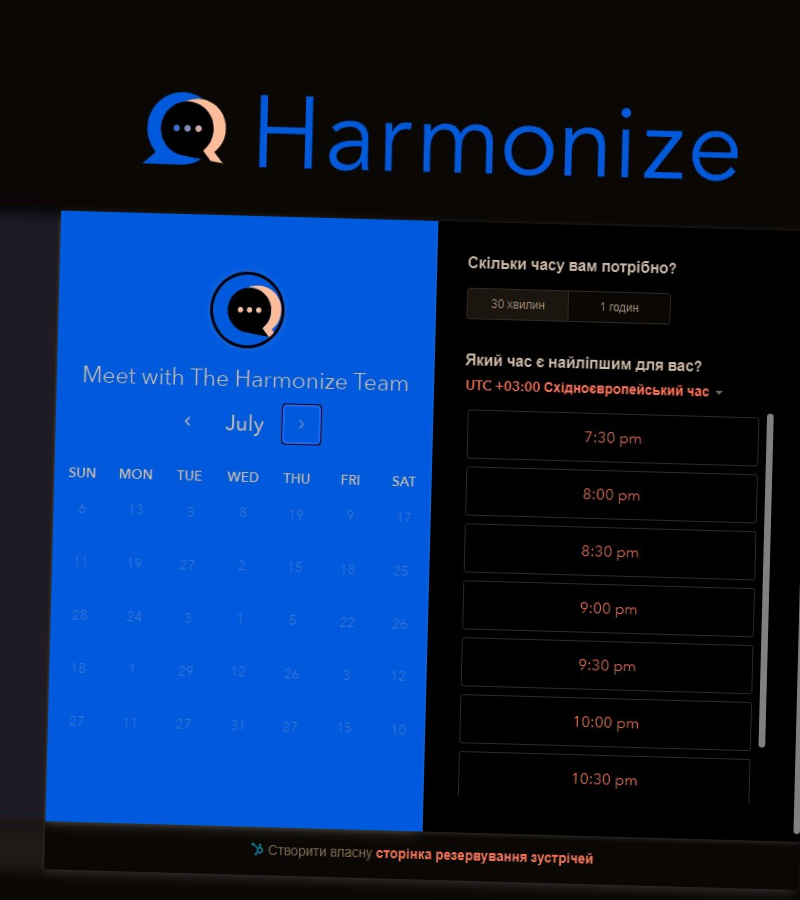 Harmonize
Meet with The Harmonize Team
July
SUN MON TUE WED THU FRI SAT
6 13 3 8 19 9 17
11 19 27 2 15 18 25
28 24 3 1 5 22 26
18 1 29 12 26 3 12
27 11 27 31 27 15 10
Скільки часу вам потрібно?
30 хвилин 1 годин
Який час є найліпшим для вас?
UTC +03:00 Східноєвропейський час
7:30 pm
8:00 pm
8:30 pm
9:00 pm
9:30 pm
10:00 pm
10:30 pm
Створити власну сторінка резервування зустрічей